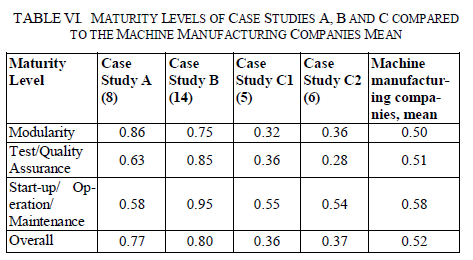 TABLE VI. MATURITY LEVELS OF CASE STUDIES A, B AND C COMPARED
TO THE MACHINE MANUFACTURING COMPANIES MEAN
Maturity Level | Case Study A (8) | Case Study B (14) | Case Study C1 (5) | Case Study C2 (6) | Machine manufactur-ing compa-nies, mean
Modularity | 0.86 | 0.75 | 0.32 | 0.36 | 0.50
Test/Quality Assurance | 0.63 | 0.85 | 0.36 | 0.28 | 0.51
Start-up/ Op-eration/ Maintenance | 0.58 | 0.95 | 0.55 | 0.54 | 0.58
Overall | 0.77 | 0.80 | 0.36 | 0.37 | 0.52